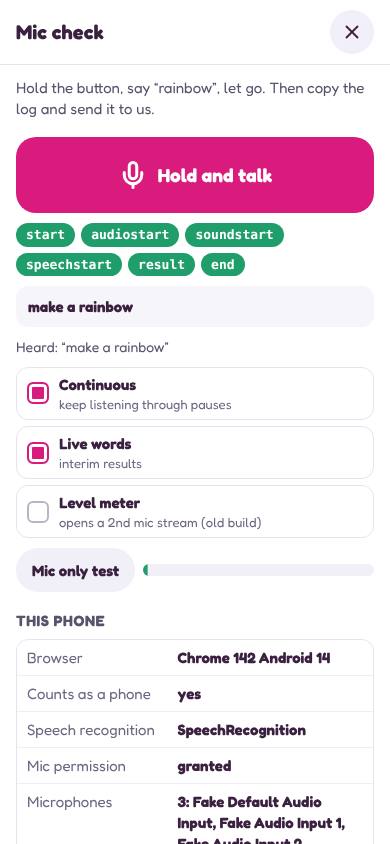 Mic check
Hold the button, say “rainbow”, let go. Then copy the
log and send it to us.
Hold and talk
start audiostart soundstart
speechstart result end
make a rainbow
Heard: “make a rainbow”
Continuous
keep listening through pauses
Live words
interim results
Level meter
opens a 2nd mic stream (old build)
Mic only test
THIS PHONE
Browser Chrome 142 Android 14
Counts as a phone yes
Speech recognition SpeechRecognition
Mic permission granted
Microphones 3: Fake Default Audio
Input, Fake Audio Input 1,
Fake Audio Input 2